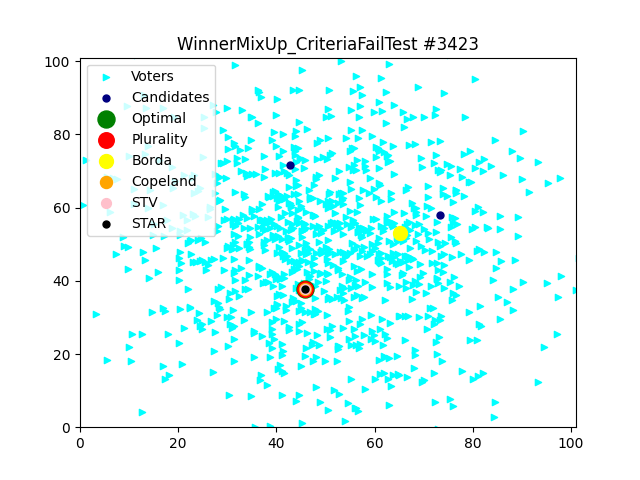 WinnerMixUp_CriteriaFailTest #3423
100
80
60
40
20
0
0 20 40 60 80 100
Voters
Candidates
Optimal
Plurality
Borda
Copeland
STV
STAR